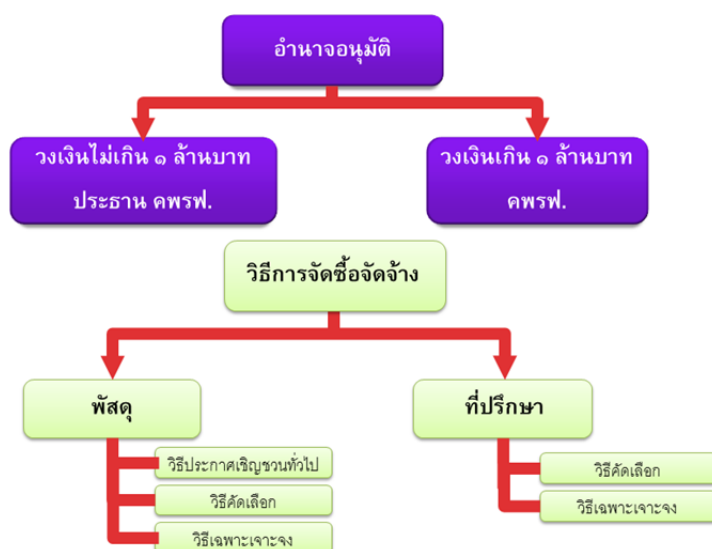 อำนาจอนุมัติ
วงเงินไม่เกิน ๑ ล้านบาท
ประธาน คพรฟ.
วงเงินเกิน ๑ ล้านบาท
คพรฟ.
วิธีการจัดซื้อจัดจ้าง
พัสดุ
วิธีประกาศเชิญชวนทั่วไป
วิธีคัดเลือก
วิธีเฉพาะเจาะจง
ที่ปรึกษา
วิธีคัดเลือก
วิธีเฉพาะเจาะจง